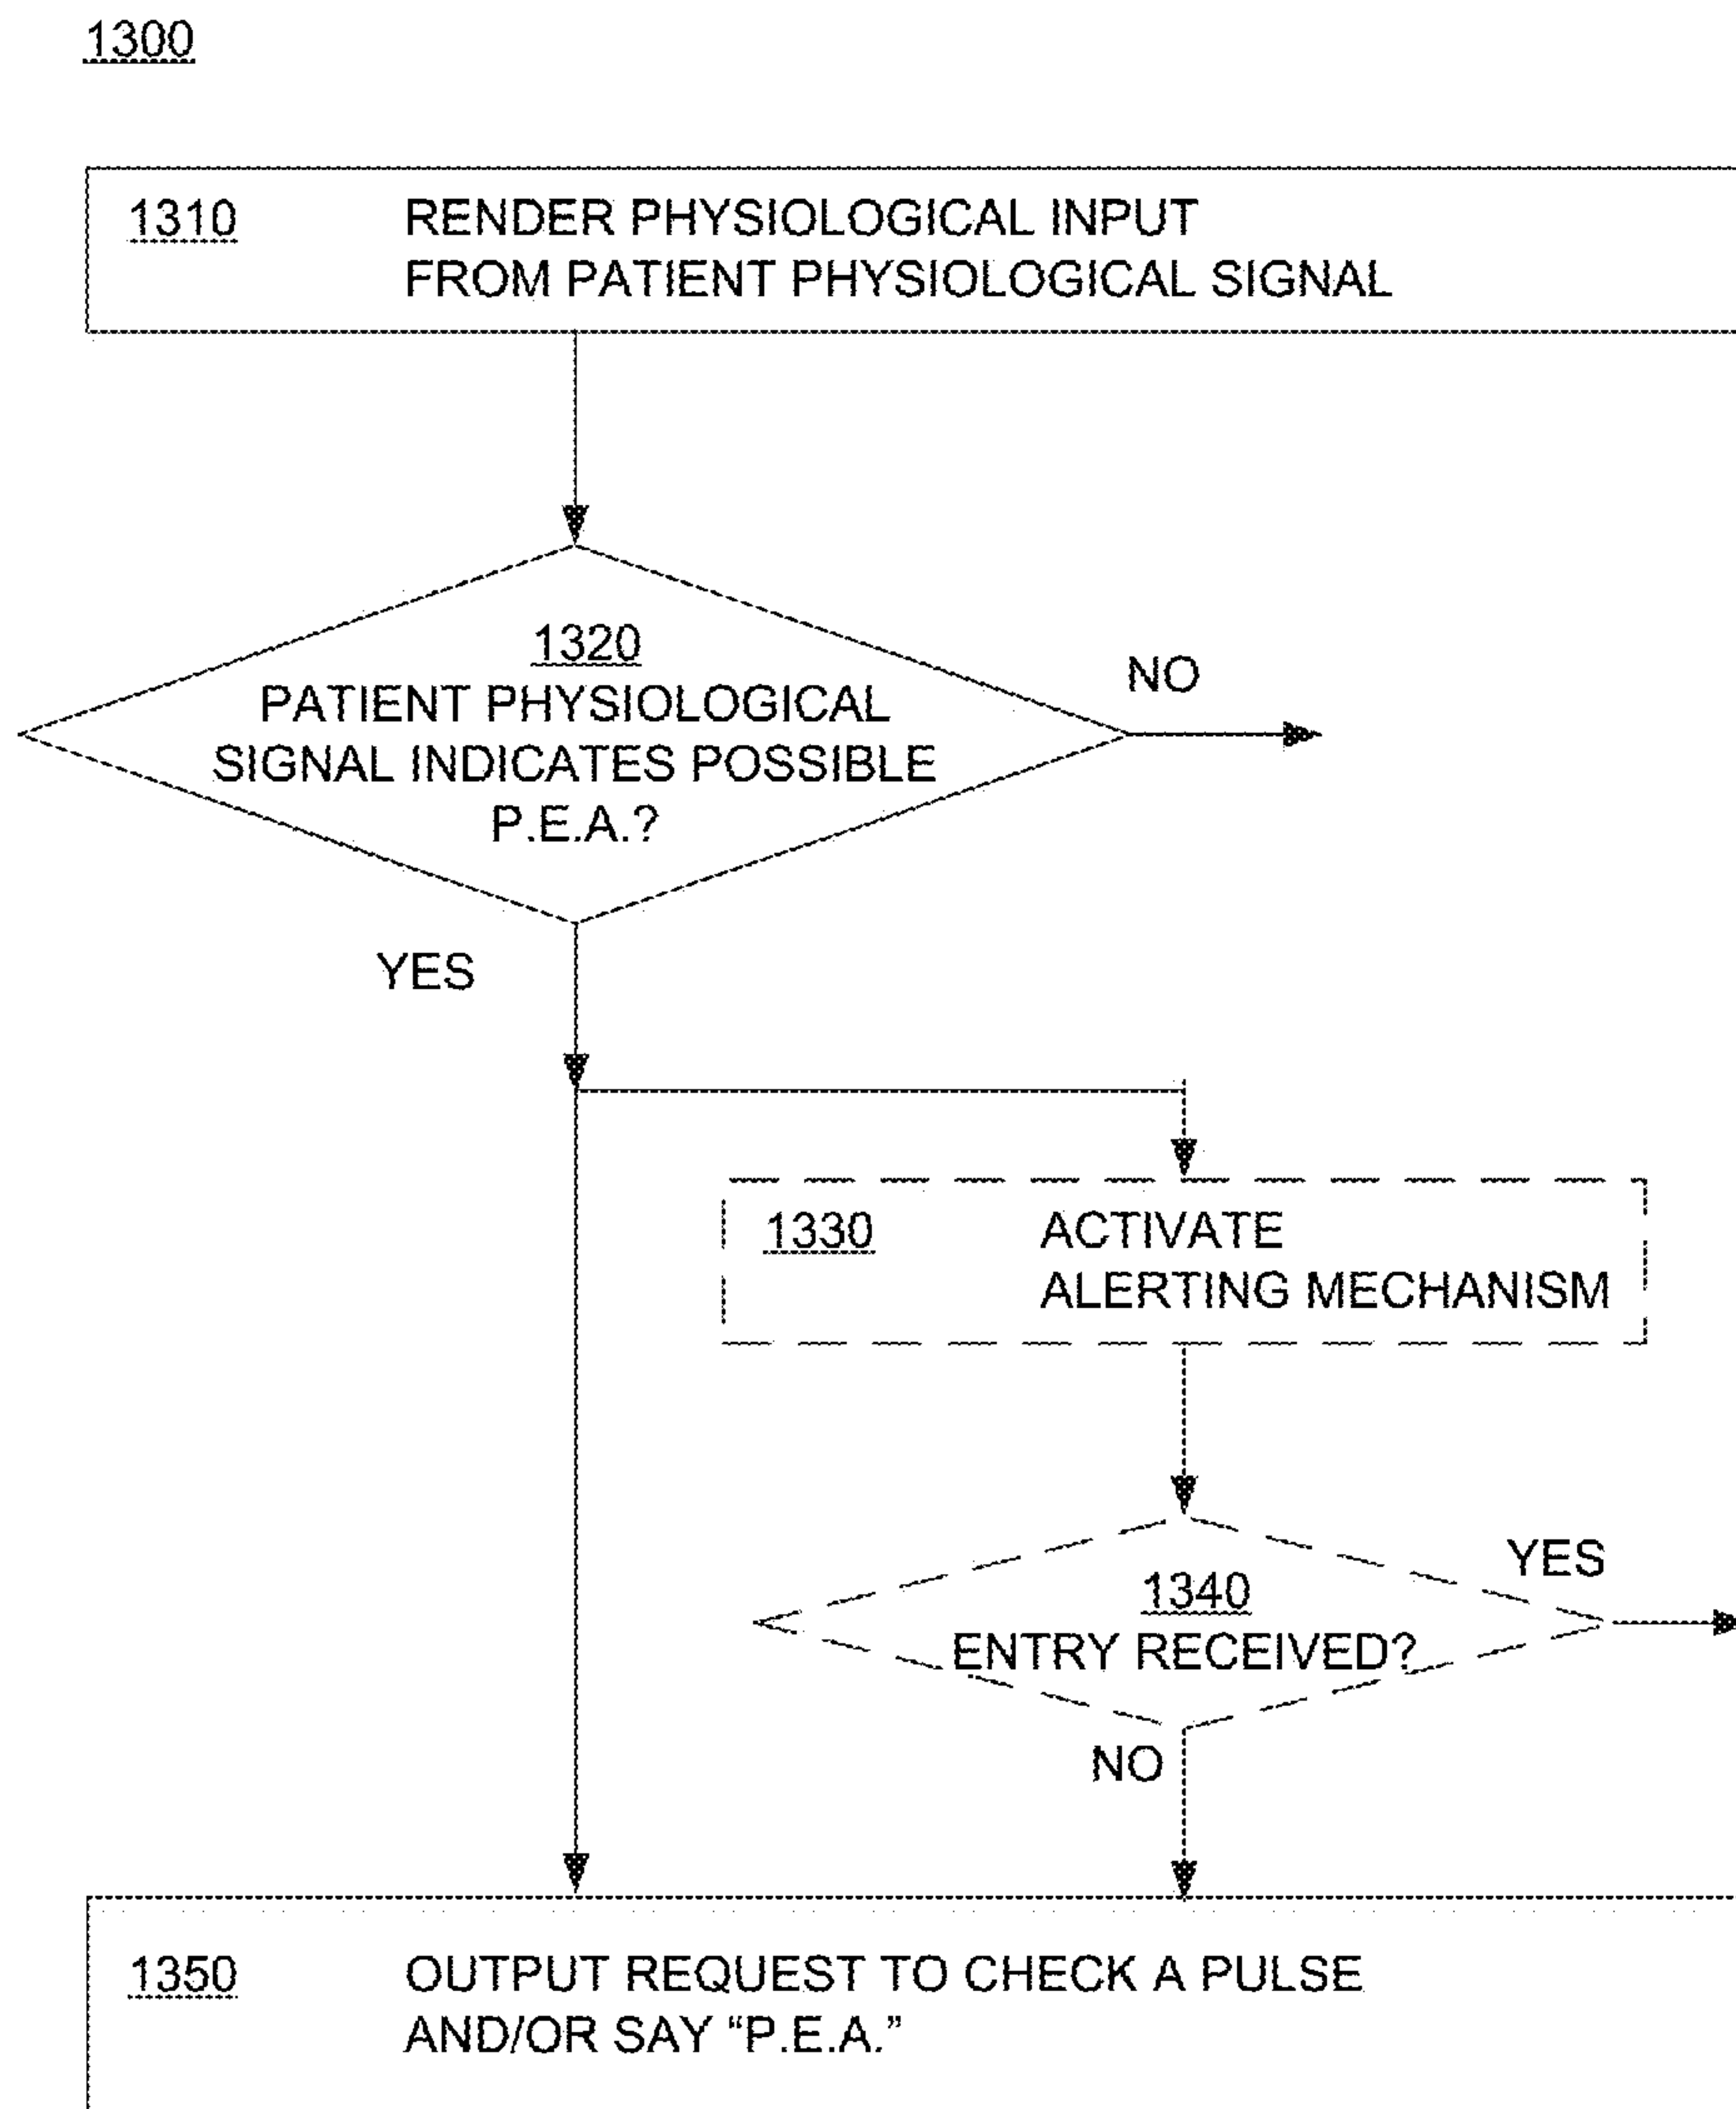 1300
1310 RENDER PHYSIOLOGICAL INPUT
FROM PATIENT PHYSIOLOGICAL SIGNAL
1320
PATIENT PHYSIOLOGICAL
SIGNAL INDICATES POSSIBLE
P.E.A.?
NO
YES
1330 ACTIVATE
ALERTING MECHANISM
1340
ENTRY RECEIVED?
YES
NO
1350 OUTPUT REQUEST TO CHECK A PULSE
AND/OR SAY “P.E.A.”